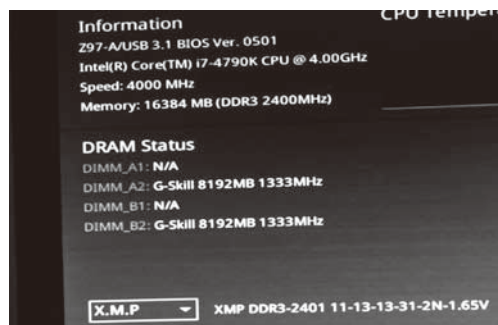 CPU Temper
Information
Z97-A/USB 3.1 BIOS Ver. 0501
Intel(R) Core(TM) i7-4790K CPU @ 4.00GHz
Speed: 4000 MHz
Memory: 16384 MB (DDR3 2400MHz)
DRAM Status
DIMM_A1: N/A
DIMM_A2: G-Skill 8192MB 1333MHz
DIMM_B1: N/A
DIMM_B2: G-Skill 8192MB 1333MHz
X.M.P XMP DDR3-2401 11-13-13-31-2N-1.65V